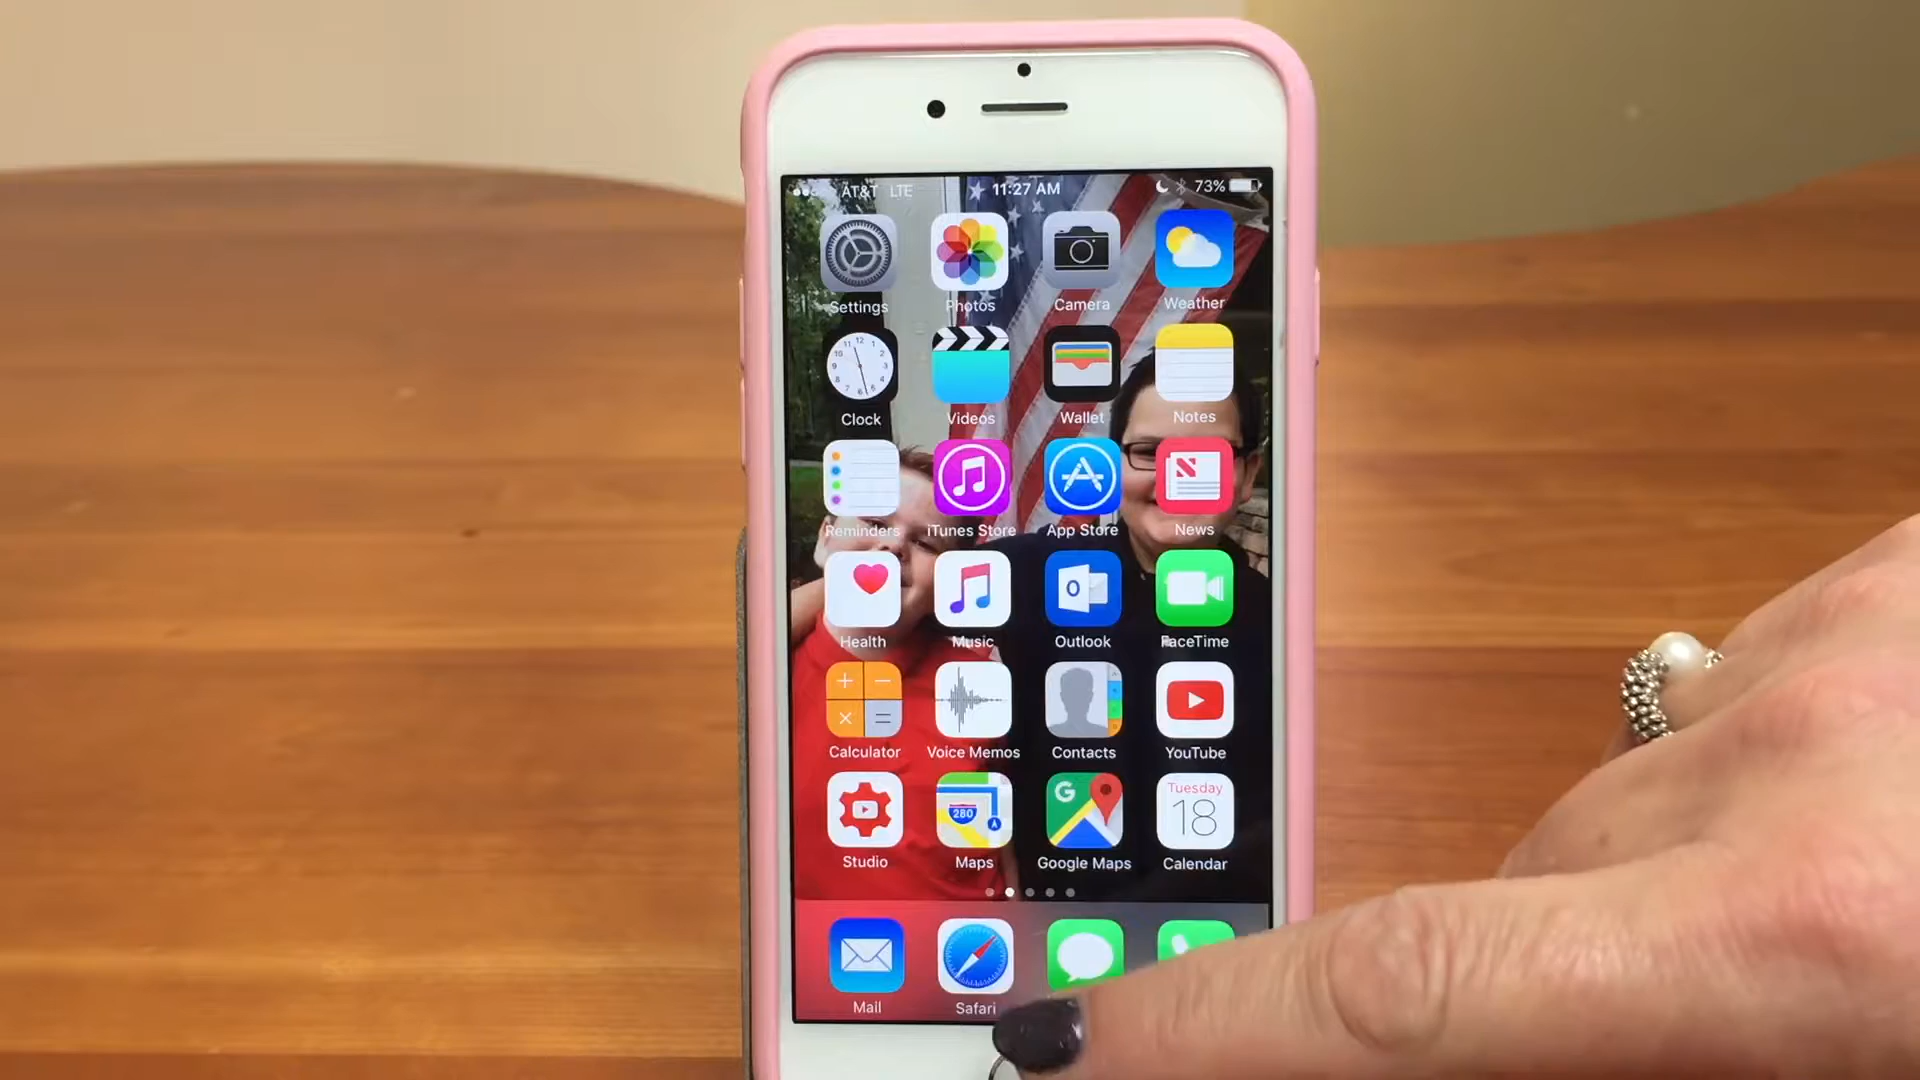 AT&T LTE 11:27 AM 73%
Settings Photos Camera Weather
Clock Videos Wallet Notes
Reminders iTunes Store App Store News
Health Music Outlook FaceTime
Calculator Voice Memos Contacts YouTube
280
G
Tuesday
18
Studio Maps Google Maps Calendar
Mail Safari